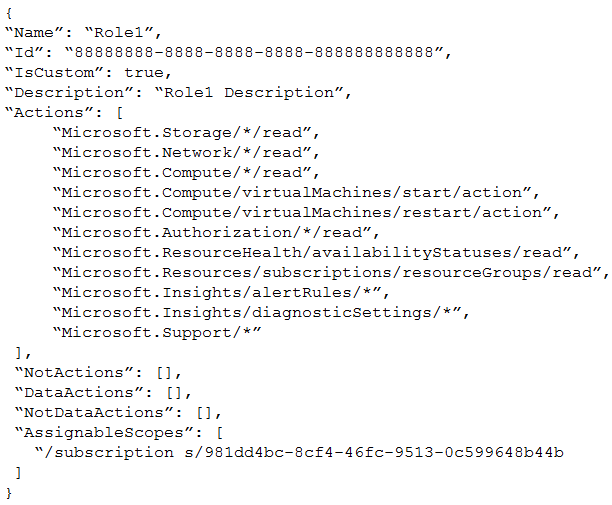 {
“Name”: “Role1”,
“Id”: “88888888-8888-8888-8888-888888888888”,
“IsCustom”: true,
“Description”: “Role1 Description”,
“Actions”: [
“Microsoft.Storage/*/read”,
“Microsoft.Network/*/read”,
“Microsoft.Compute/*/read”,
“Microsoft.Compute/virtualMachines/start/action”,
“Microsoft.Compute/virtualMachines/restart/action”,
“Microsoft.Authorization/*/read”,
“Microsoft.ResourceHealth/availabilityStatuses/read”,
“Microsoft.Resources/subscriptions/resourceGroups/read”,
“Microsoft.Insights/alertRules/*”,
“Microsoft.Insights/diagnosticSettings/*”,
“Microsoft.Support/*”
],
“NotActions”: [],
“DataActions”: [],
“NotDataActions”: [],
“AssignableScopes”: [
“/subscription s/981dd4bc-8cf4-46fc-9513-0c599648b44b
]
}